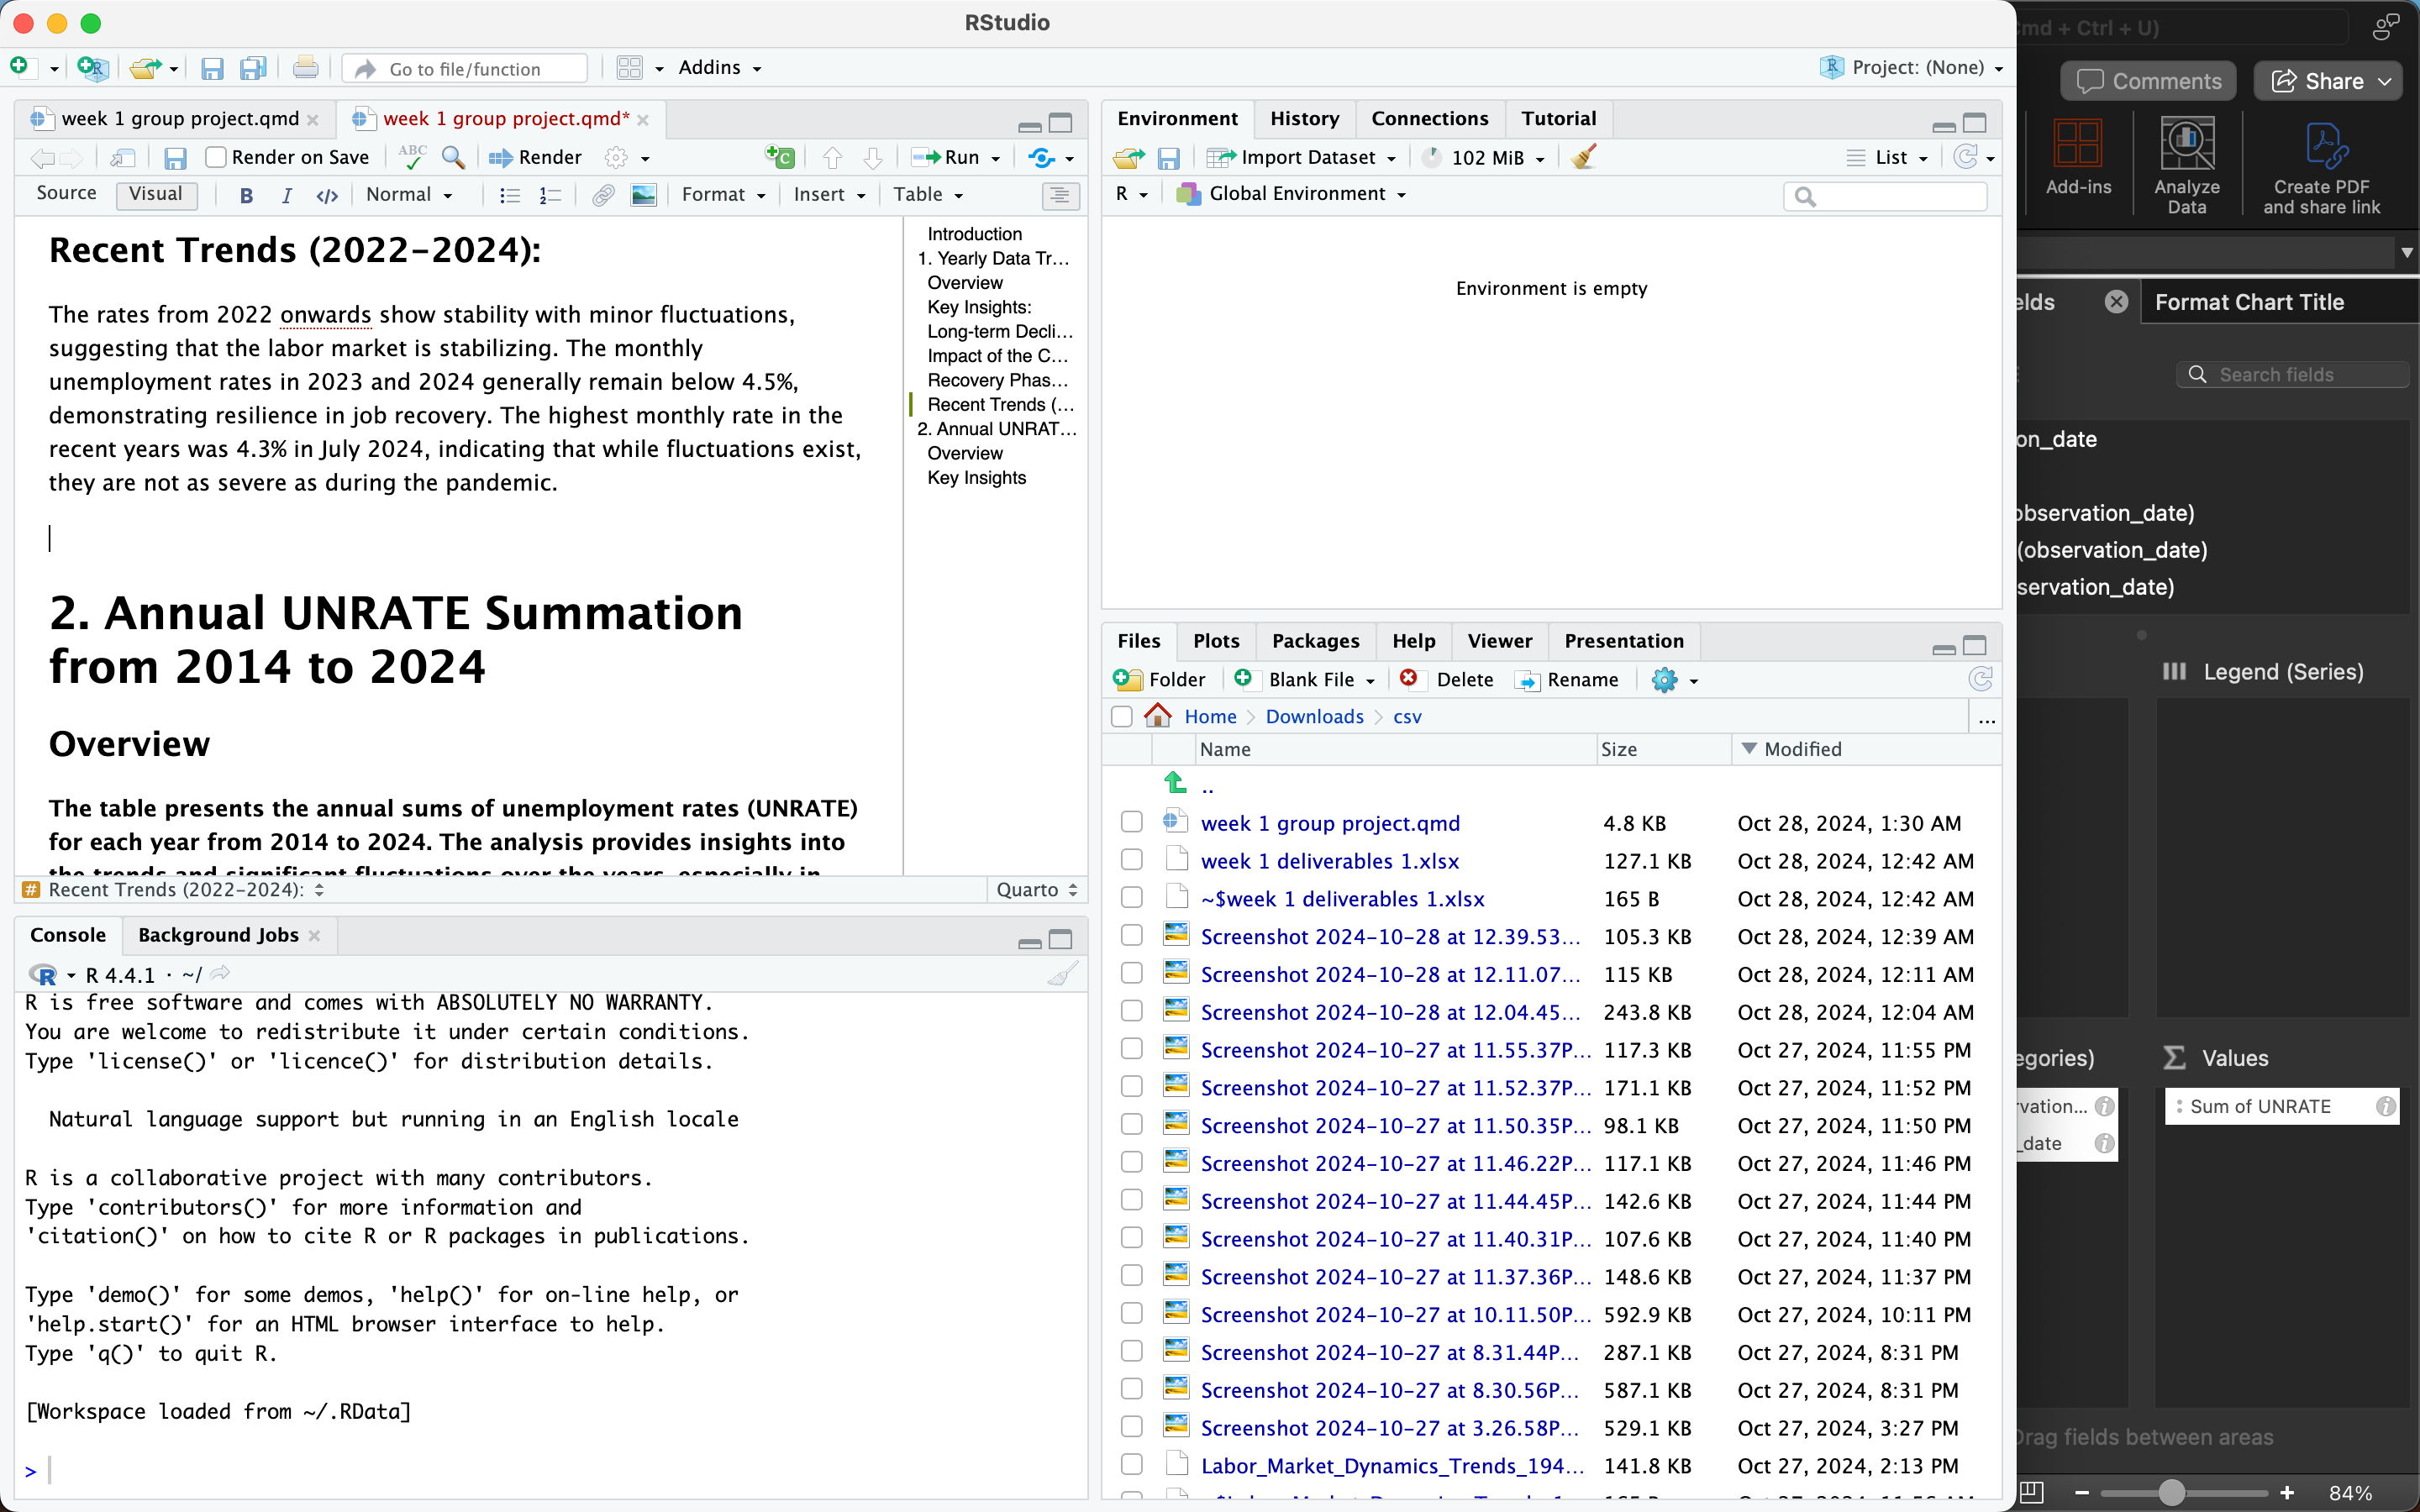 RStudio
Go to file/function
Addins
Project: (None)
week 1 group project.qmd
week 1 group project.qmd*
Render on Save
ABC
Render
Run
Source
Visual
B
I
</>
Normal
Format
Insert
Table
Recent Trends (2022–2024):
The rates from 2022 onwards show stability with minor fluctuations,
suggesting that the labor market is stabilizing. The monthly
unemployment rates in 2023 and 2024 generally remain below 4.5%,
demonstrating resilience in job recovery. The highest monthly rate in the
recent years was 4.3% in July 2024, indicating that while fluctuations exist,
they are not as severe as during the pandemic.
2. Annual UNRATE Summation
from 2014 to 2024
Overview
The table presents the annual sums of unemployment rates (UNRATE)
for each year from 2014 to 2024. The analysis provides insights into
the trends and significant fluctuations over the years, especially in
Introduction
1. Yearly Data Tr...
Overview
Key Insights:
Long-term Decli...
Impact of the C...
Recovery Phas...
Recent Trends (...
2. Annual UNRAT...
Overview
Key Insights
# Recent Trends (2022–2024):
Quarto
Console
Background Jobs
R 4.4.1 · ~/
R is free software and comes with ABSOLUTELY NO WARRANTY.
You are welcome to redistribute it under certain conditions.
Type 'license()' or 'licence()' for distribution details.
Natural language support but running in an English locale
R is a collaborative project with many contributors.
Type 'contributors()' for more information and
'citation()' on how to cite R or R packages in publications.
Type 'demo()' for some demos, 'help()' for on-line help, or
'help.start()' for an HTML browser interface to help.
Type 'q()' to quit R.
[Workspace loaded from ~/.RData]
>
Environment
History
Connections
Tutorial
Import Dataset
102 MiB
List
R
Global Environment
Environment is empty
Files
Plots
Packages
Help
Viewer
Presentation
Folder
Blank File
Delete
Rename
Home
Downloads
csv
...
Name Size Modified
..
week 1 group project.qmd 4.8 KB Oct 28, 2024, 1:30 AM
week 1 deliverables 1.xlsx 127.1 KB Oct 28, 2024, 12:42 AM
~$week 1 deliverables 1.xlsx 165 B Oct 28, 2024, 12:42 AM
Screenshot 2024-10-28 at 12.39.53... 105.3 KB Oct 28, 2024, 12:39 AM
Screenshot 2024-10-28 at 12.11.07... 115 KB Oct 28, 2024, 12:11 AM
Screenshot 2024-10-28 at 12.04.45... 243.8 KB Oct 28, 2024, 12:04 AM
Screenshot 2024-10-27 at 11.55.37P... 117.3 KB Oct 27, 2024, 11:55 PM
Screenshot 2024-10-27 at 11.52.37P... 171.1 KB Oct 27, 2024, 11:52 PM
Screenshot 2024-10-27 at 11.50.35P... 98.1 KB Oct 27, 2024, 11:50 PM
Screenshot 2024-10-27 at 11.46.22P... 117.1 KB Oct 27, 2024, 11:46 PM
Screenshot 2024-10-27 at 11.44.45P... 142.6 KB Oct 27, 2024, 11:44 PM
Screenshot 2024-10-27 at 11.40.31P... 107.6 KB Oct 27, 2024, 11:40 PM
Screenshot 2024-10-27 at 11.37.36P... 148.6 KB Oct 27, 2024, 11:37 PM
Screenshot 2024-10-27 at 10.11.50P... 592.9 KB Oct 27, 2024, 10:11 PM
Screenshot 2024-10-27 at 8.31.44P... 287.1 KB Oct 27, 2024, 8:31 PM
Screenshot 2024-10-27 at 8.30.56P... 587.1 KB Oct 27, 2024, 8:31 PM
Screenshot 2024-10-27 at 3.26.58P... 529.1 KB Oct 27, 2024, 3:27 PM
Labor_Market_Dynamics_Trends_194... 141.8 KB Oct 27, 2024, 2:13 PM
md + Ctrl + U)
Comments
Share
Add-ins
Analyze
Data
Create PDF
and share link
elds
Format Chart Title
Search fields
on_date
observation_date)
(observation_date)
servation_date)
Legend (Series)
egories)
Values
vation...
_date
Sum of UNRATE
Drag fields between areas
84%